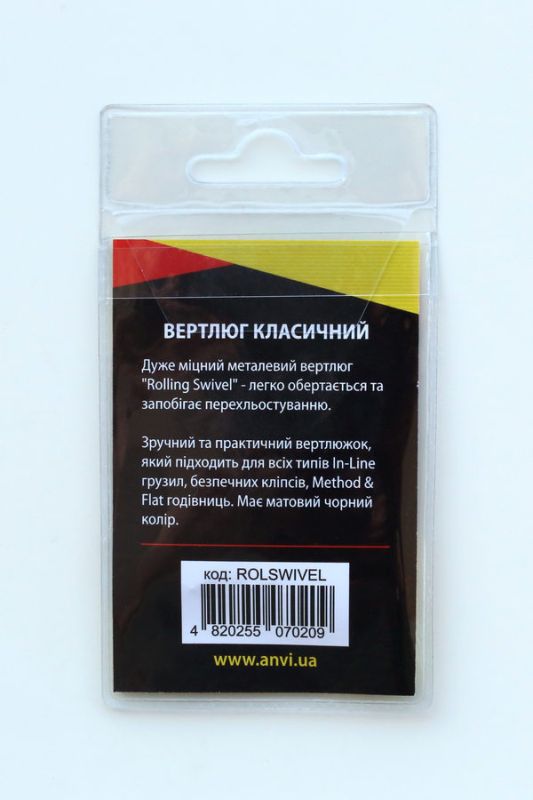 ВЕРТЛЮГ КЛАСИЧНИЙ
Дуже міцний металевий вертлюг
"Rolling Swivel" - легко обертається та
запобігає перехльостуванню.
Зручний та практичний вертлюжок,
який підходить для всіх типів In-Line
грузил, безпечних кліпсів, Method &
Flat годівниць. Має матовий чорний
колір.
код: ROLSWIVEL
4 820255 070209
www.anvi.ua